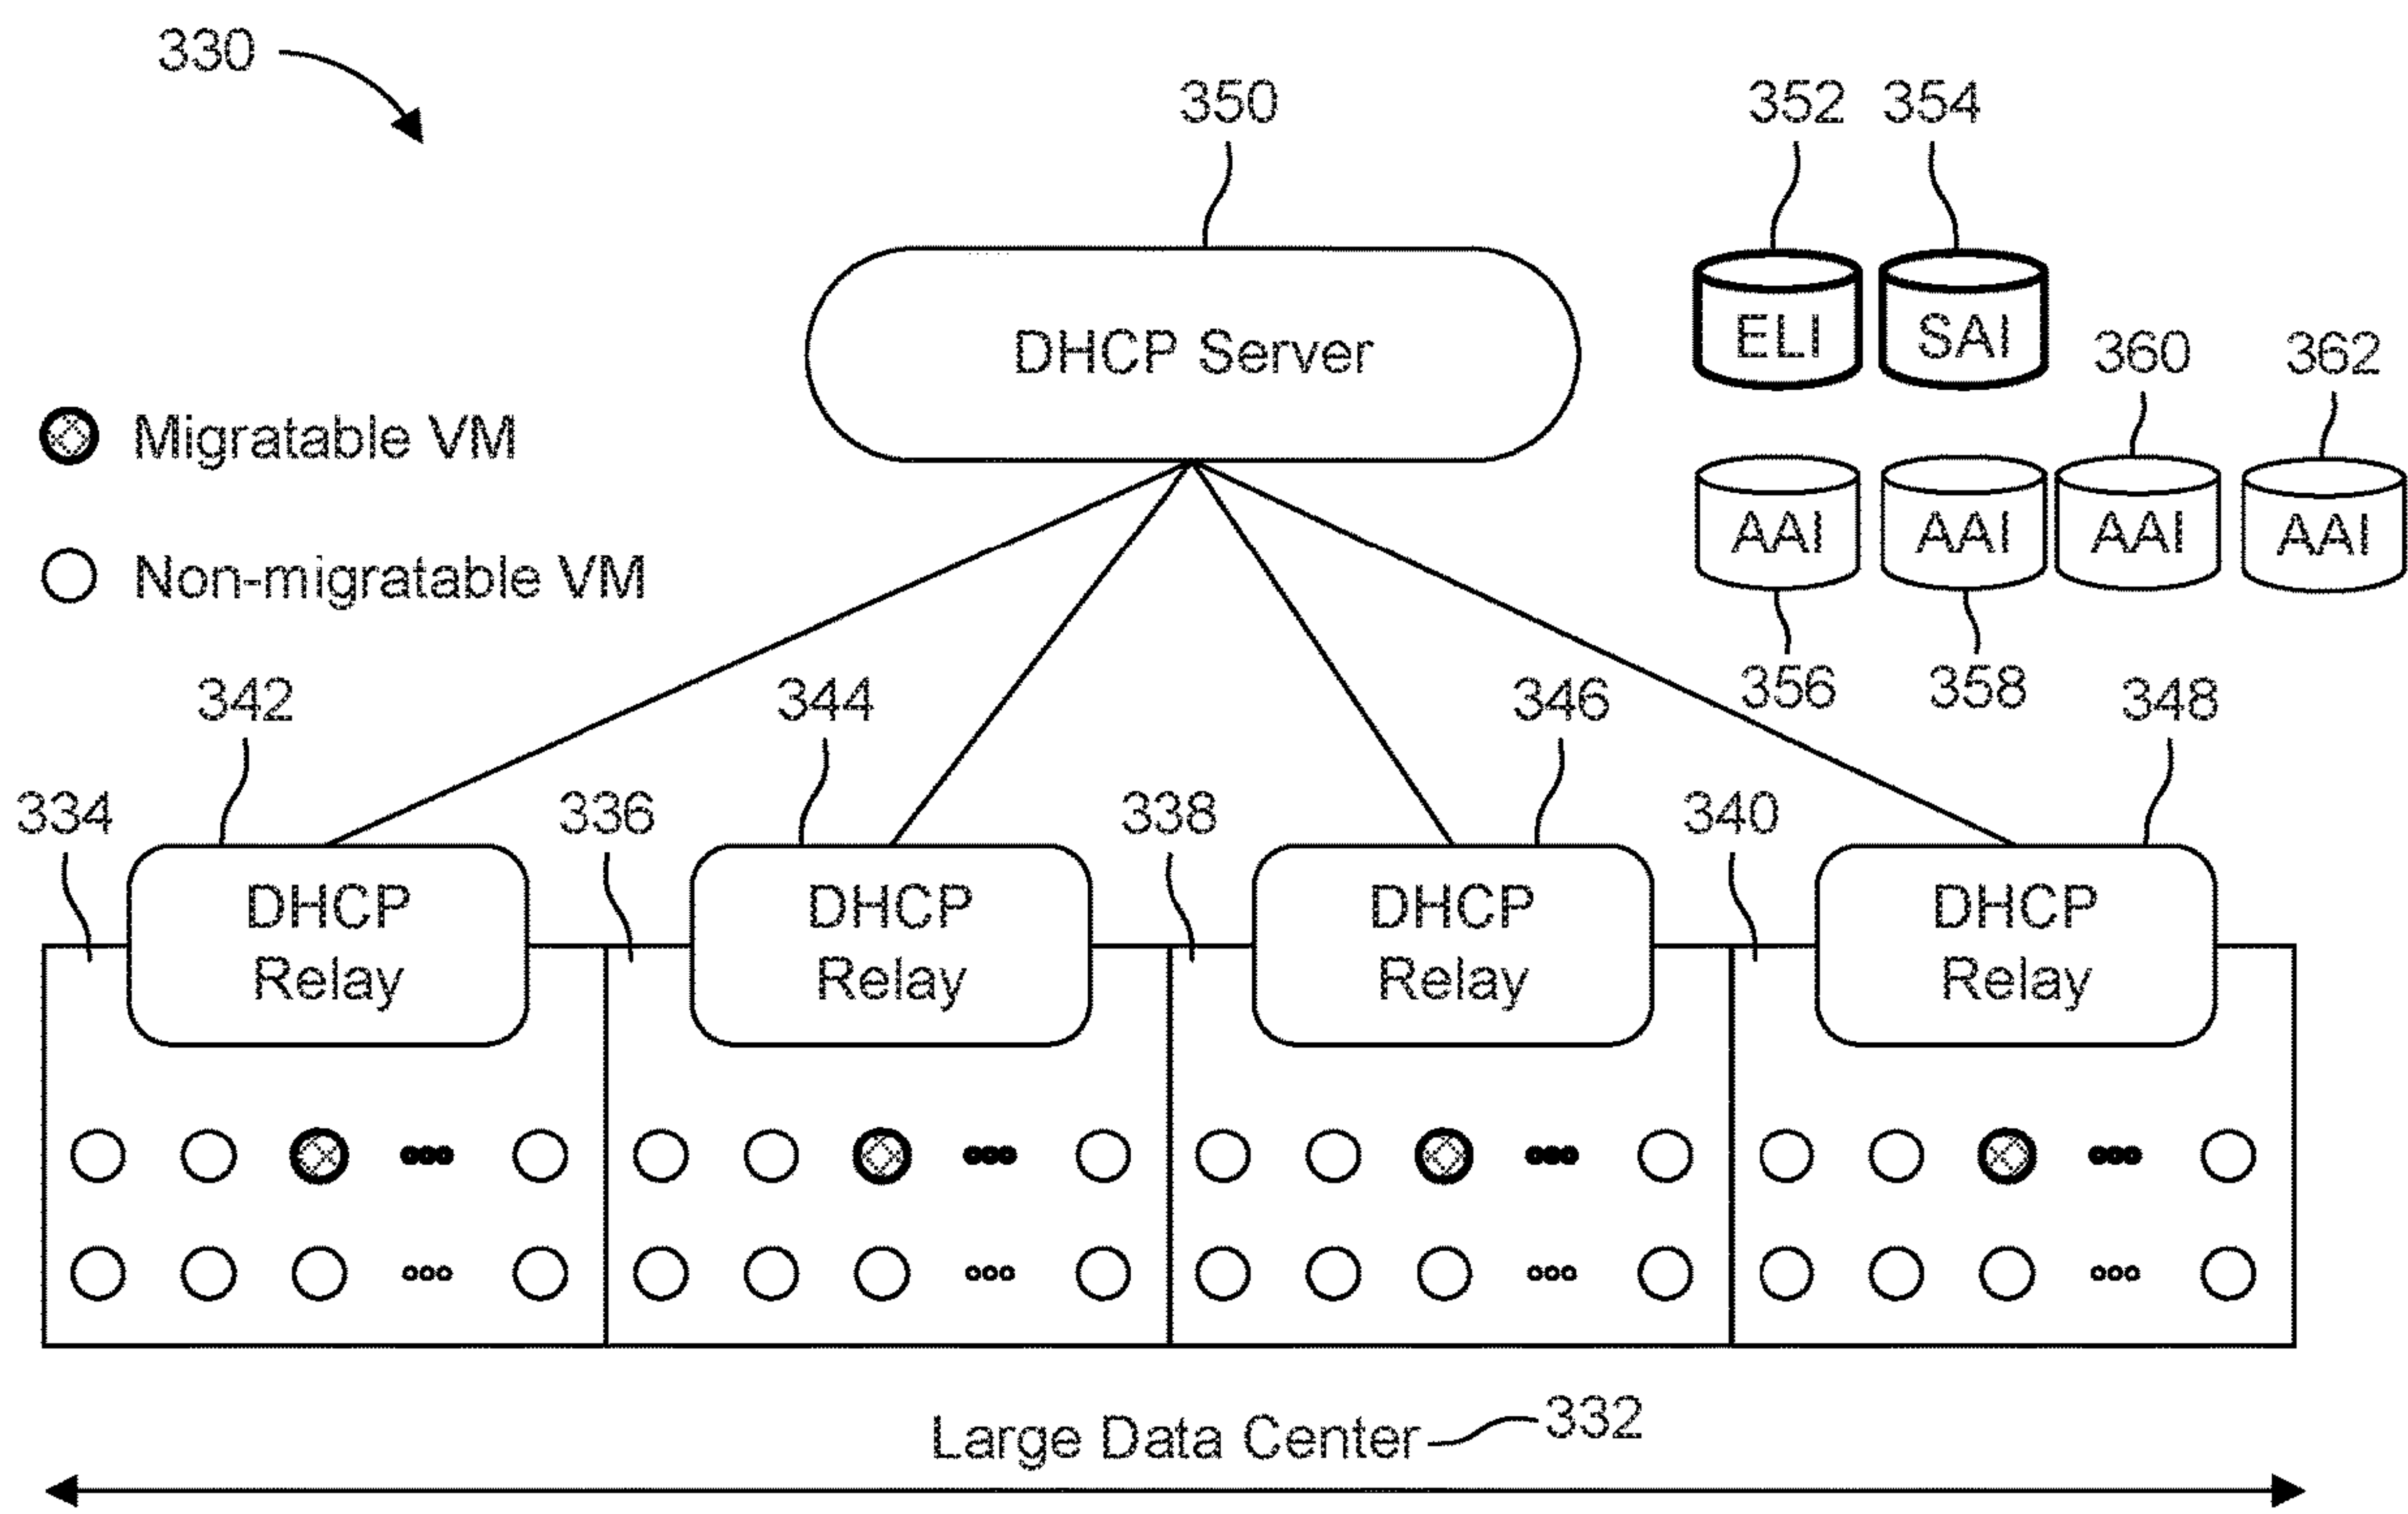 330
350
352 354
DHCP Server
ELI SAI
360 362
Migratable VM
AAI AAI AAI AAI
Non-migratable VM
356 358
342 344 346 348
334 336 338 340
DHCP Relay
DHCP Relay
DHCP Relay
DHCP Relay
Large Data Center 332